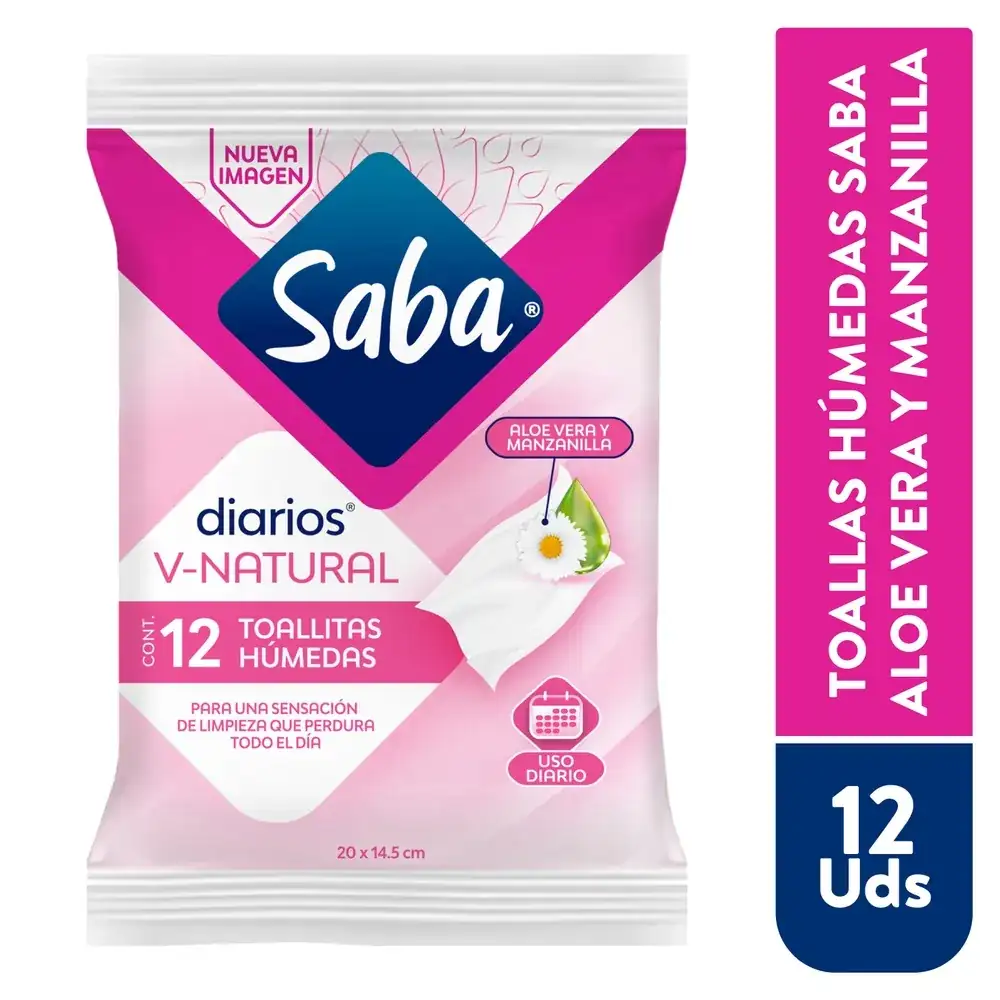 NUEVA
IMAGEN
Saba®
ALOE VERA Y
MANZANILLA
diarios®
V-NATURAL
CONT. 12 TOALLITAS
HÚMEDAS
PARA UNA SENSACIÓN
DE LIMPIEZA QUE PERDURA
TODO EL DÍA
USO
DIARIO
20 x 14.5 cm
TOALLAS HÚMEDAS SABA
ALOE VERA Y MANZANILLA
12
Uds